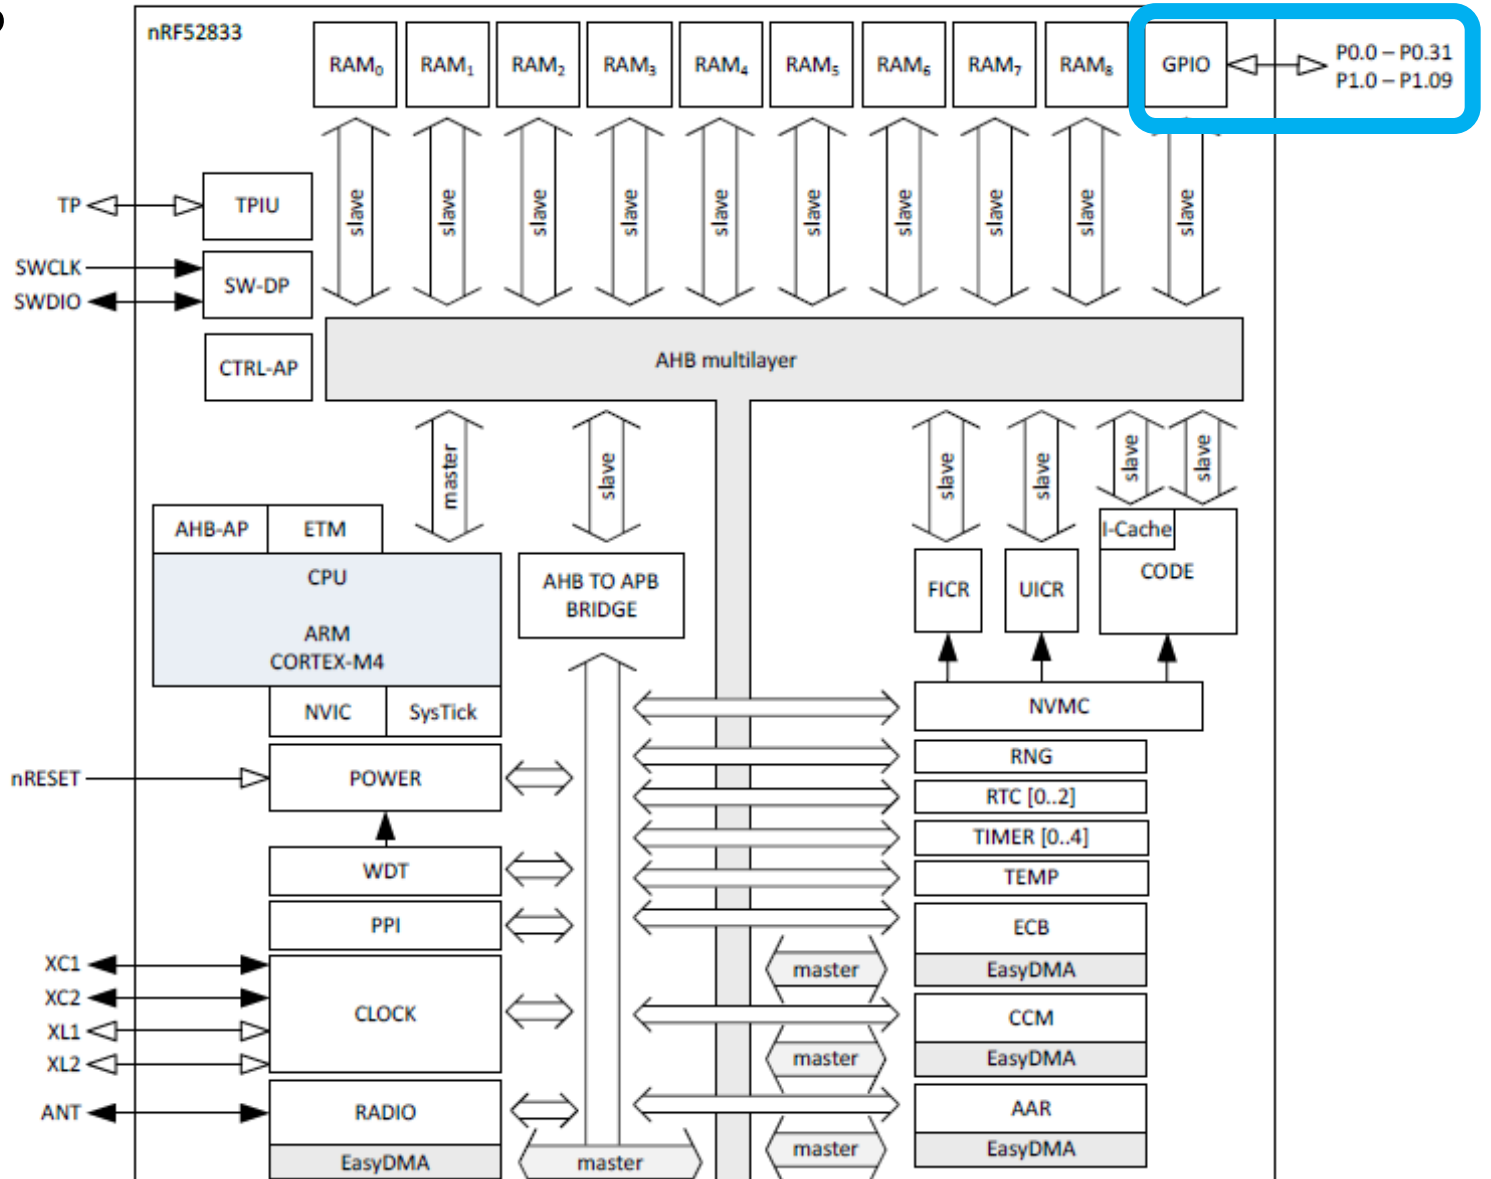 nRF52833
RAM0
RAM1
RAM2
RAM3
RAM4
RAM5
RAM6
RAM7
RAM8
GPIO
P0.0 – P0.31
P1.0 – P1.09
slave
slave
slave
slave
slave
slave
slave
slave
slave
slave
TP
TPIU
SWCLK
SWDIO
SW-DP
CTRL-AP
AHB multilayer
master
slave
slave
slave
slave
slave
AHB-AP
ETM
CPU
ARM
CORTEX-M4
NVIC
SysTick
AHB TO APB
BRIDGE
FICR
UICR
I-Cache
CODE
NVMC
nRESET
POWER
RNG
RTC [0..2]
TIMER [0..4]
WDT
TEMP
PPI
ECB
EasyDMA
master
XC1
XC2
XL1
XL2
CLOCK
CCM
EasyDMA
master
ANT
RADIO
EasyDMA
master
AAR
EasyDMA
master